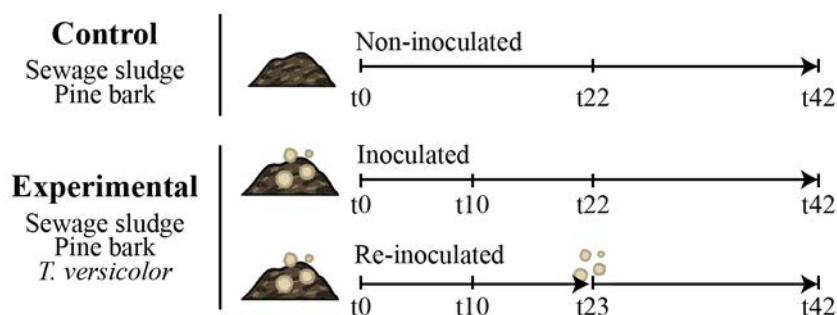 Control
Sewage sludge
Pine bark
Non-inoculated
t0 t22 t42
Experimental
Sewage sludge
Pine bark
T. versicolor
Inoculated
t0 t10 t22 t42
Re-inoculated
t0 t10 t23 t42